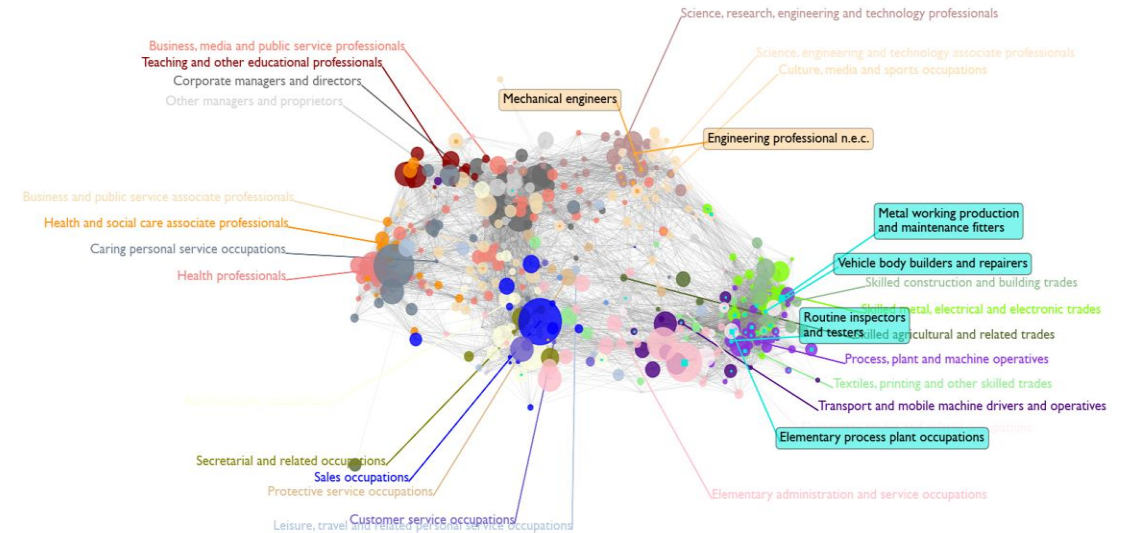 Science, research, engineering and technology professionals
Business, media and public service professionals
Science, engineering and technology associate professionals
Teaching and other educational professionals
Culture, media and sports occupations
Corporate managers and directors
Other managers and proprietors
Mechanical engineers
Engineering professional n.e.c.
Business and public service associate professionals
Health and social care associate professionals
Caring personal service occupations
Health professionals
Metal working production
and maintenance fitters
Vehicle body builders and repairers
Skilled construction and building trades
Skilled metal, electrical and electronic trades
Routine inspectors
and testers
Skilled agricultural and related trades
Process, plant and machine operatives
Textiles, printing and other skilled trades
Transport and mobile machine drivers and operatives
Elementary process plant occupations
Secretarial and related occupations
Sales occupations
Protective service occupations
Elementary administration and service occupations
Customer service occupations
Leisure, travel and related personal service occupations